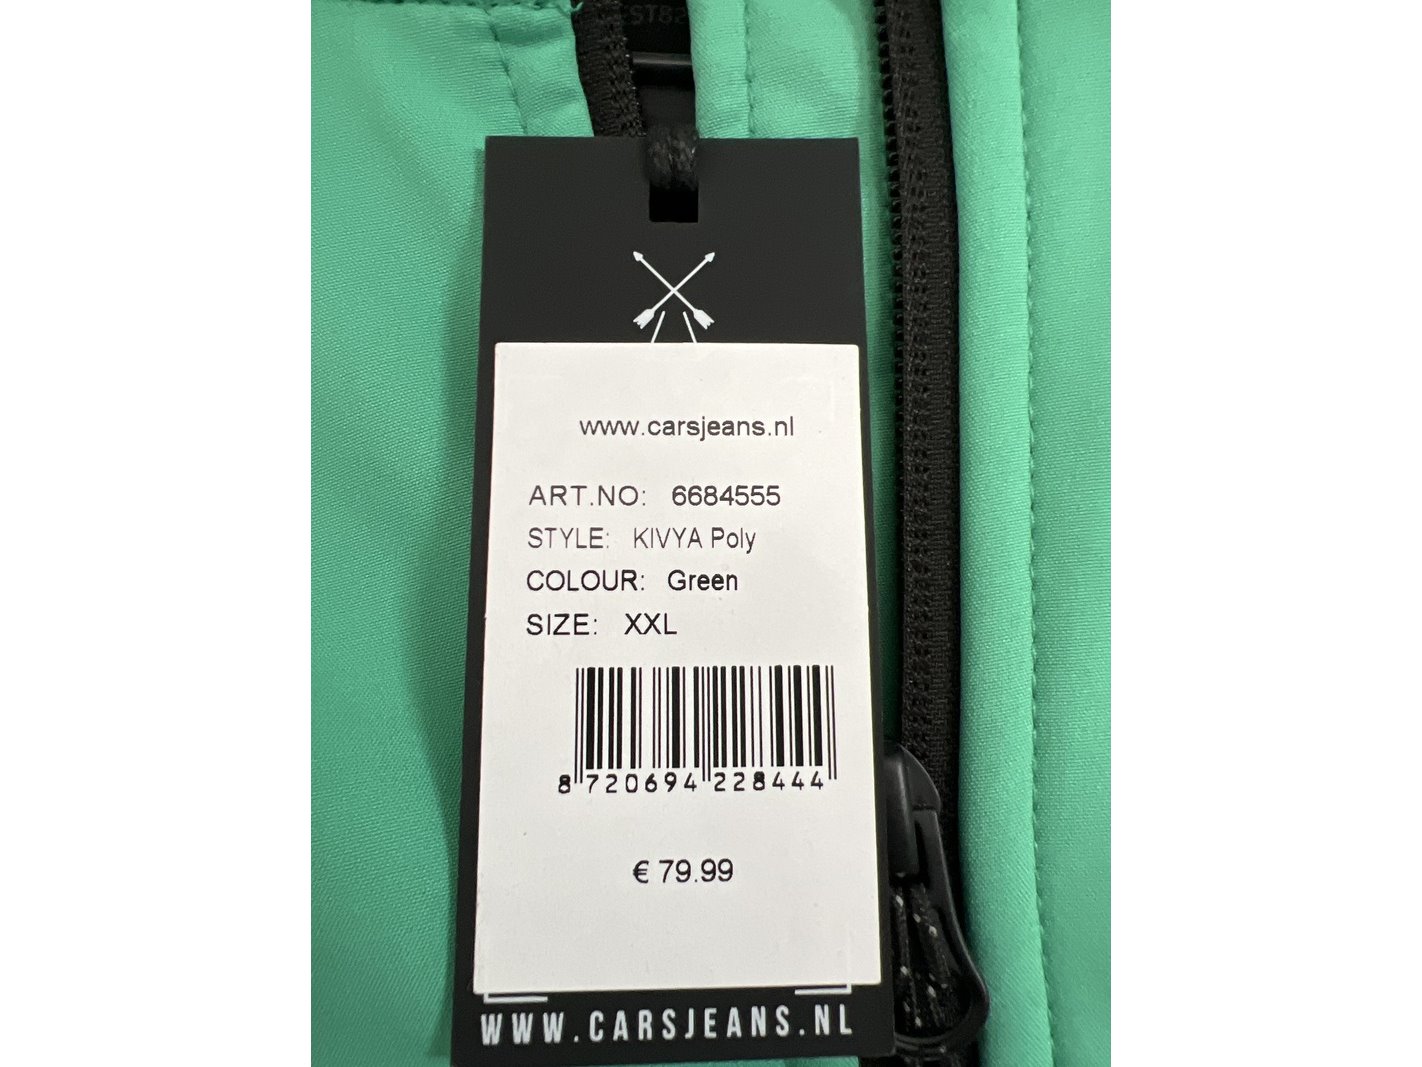 www.carsjeans.nl
ART.NO: 6684555
STYLE: KIVYA Poly
COLOUR: Green
SIZE: XXL
8 720694 228444
€ 79.99
WWW.CARSJEANS.NL